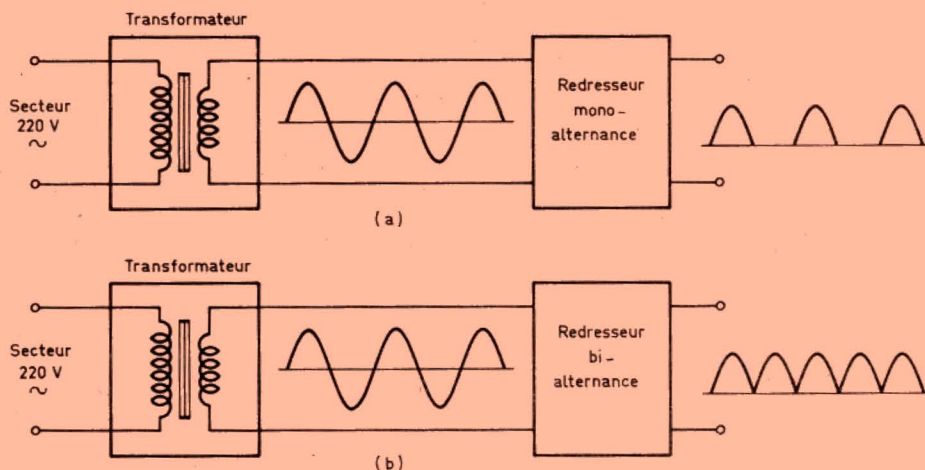 Transformateur
Secteur
220 V
~
Redresseur
mono-
alternance
(a)
Transformateur
Secteur
220 V
~
Redresseur
bi-
alternance
(b)